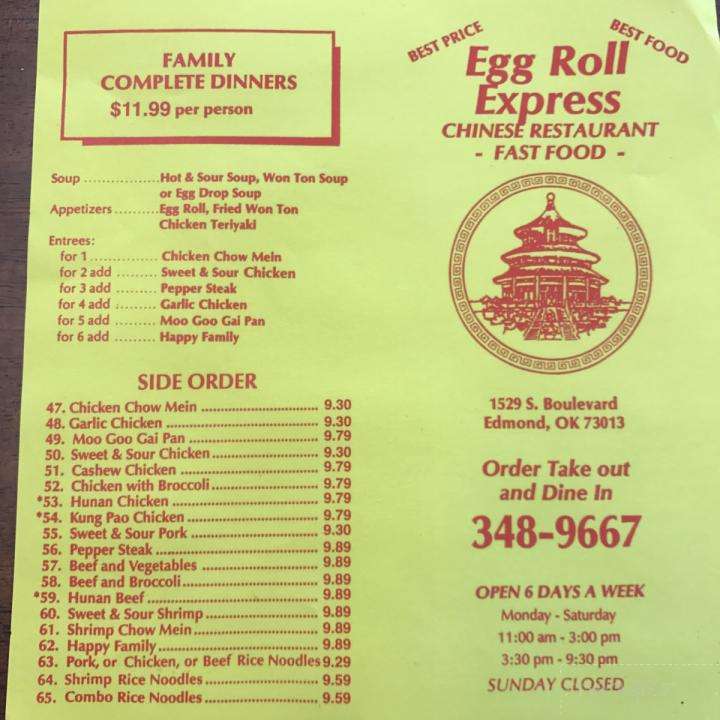 FAMILY
COMPLETE DINNERS
$11.99 per person
Soup ..................Hot & Sour Soup, Won Ton Soup
or Egg Drop Soup
Appetizers ..........Egg Roll, Fried Won Ton
Chicken Teriyaki
Entrees:
for 1 ............. Chicken Chow Mein
for 2 add ......... Sweet & Sour Chicken
for 3 add ......... Pepper Steak
for 4 add ......... Garlic Chicken
for 5 add ......... Moo Goo Gai Pan
for 6 add ......... Happy Family
SIDE ORDER
47. Chicken Chow Mein .............................. 9.30
48. Garlic Chicken ....................................... 9.30
49. Moo Goo Gai Pan ................................. 9.79
50. Sweet & Sour Chicken........................... 9.30
51. Cashew Chicken ................................... 9.79
52. Chicken with Broccoli........................... 9.79
*53. Hunan Chicken ..................................... 9.79
*54. Kung Pao Chicken ................................. 9.79
55. Sweet & Sour Pork ................................ 9.30
56. Pepper Steak ......................................... 9.89
57. Beef and Vegetables .............................. 9.89
58. Beef and Broccoli.................................. 9.89
*59. Hunan Beef ........................................... 9.89
60. Sweet & Sour Shrimp ............................ 9.89
61. Shrimp Chow Mein ............................... 9.89
62. Happy Family........................................ 9.89
63. Pork, or Chicken, or Beef Rice Noodles 9.29
64. Shrimp Rice Noodles ............................ 9.59
65. Combo Rice Noodles ............................ 9.59
BEST PRICE
BEST FOOD
Egg Roll
Express
CHINESE RESTAURANT
- FAST FOOD -
1529 S. Boulevard
Edmond, OK 73013
Order Take out
and Dine In
348-9667
OPEN 6 DAYS A WEEK
Monday - Saturday
11:00 am - 3:00 pm
3:30 pm - 9:30 pm
SUNDAY CLOSED